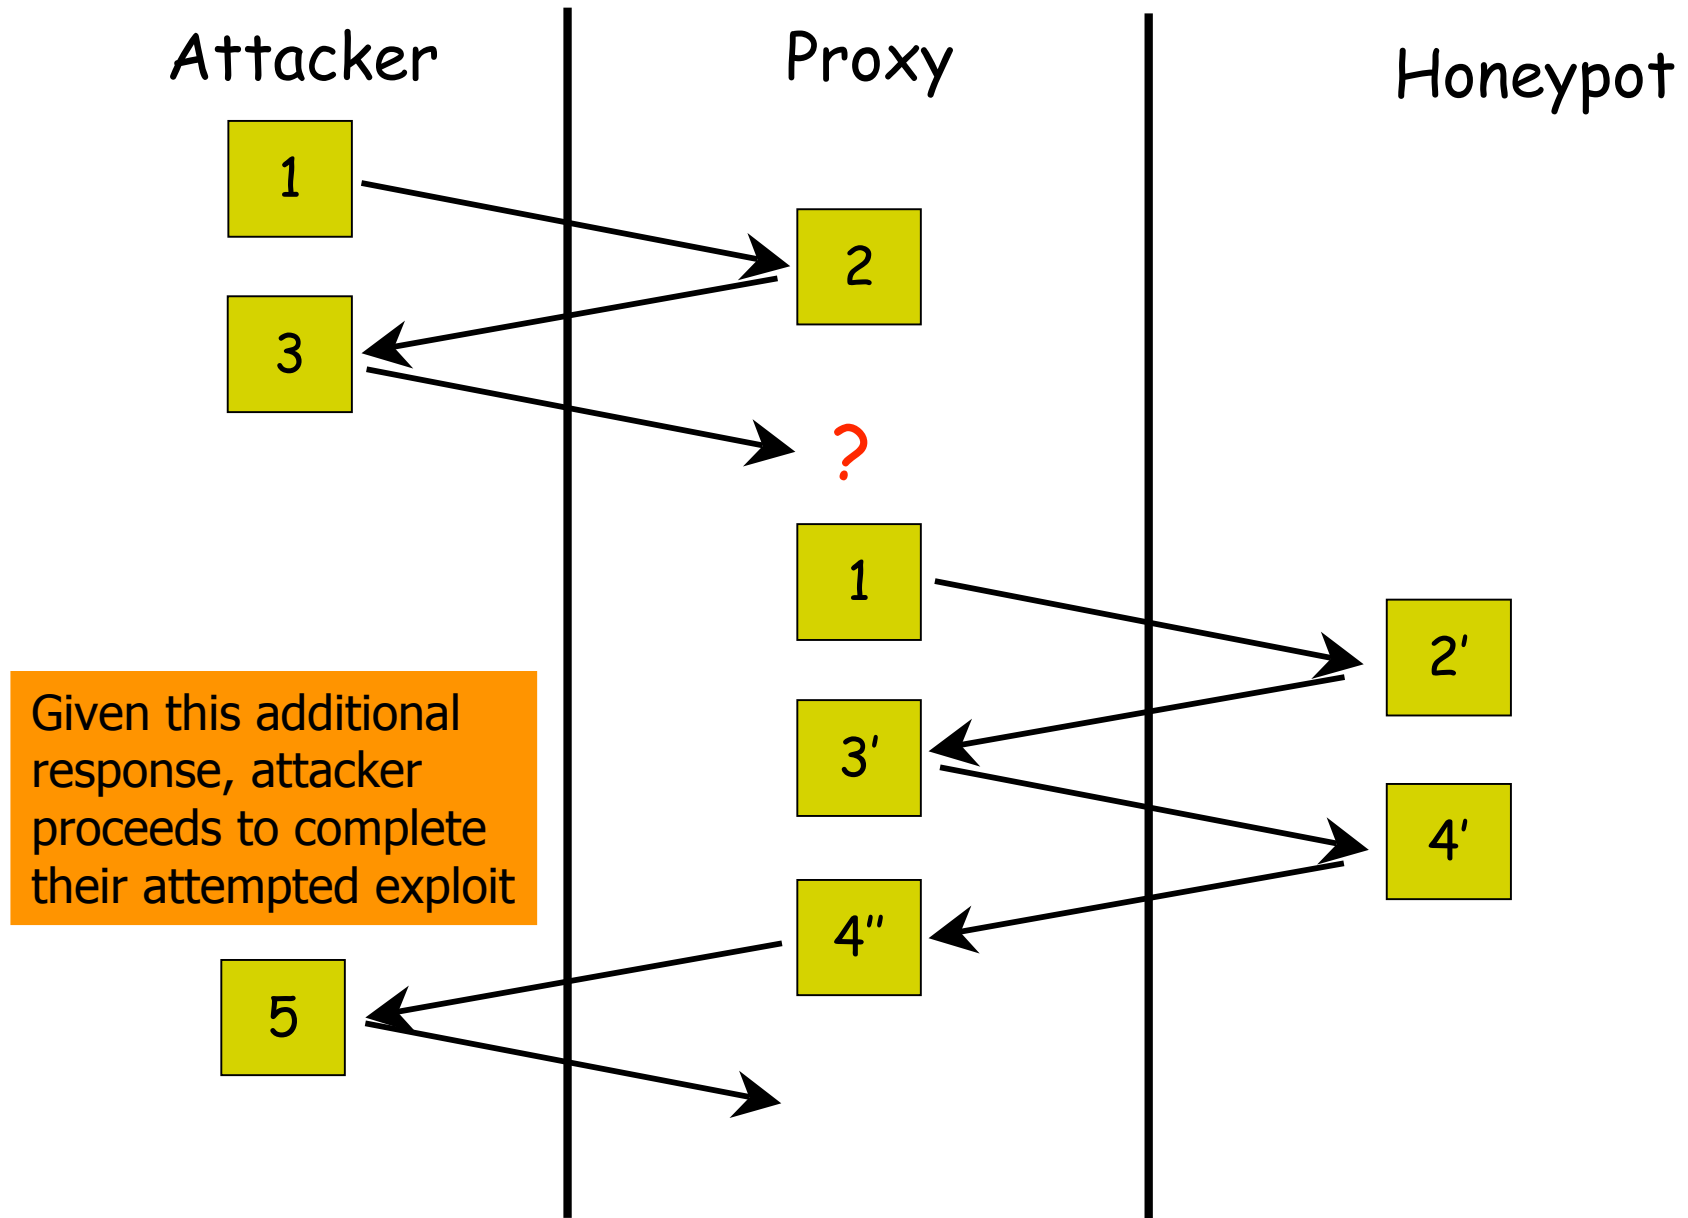 Attacker
Proxy
Honeypot
1
2
3
?
1
2'
3'
4'
4"
Given this additional
response, attacker
proceeds to complete
their attempted exploit
5